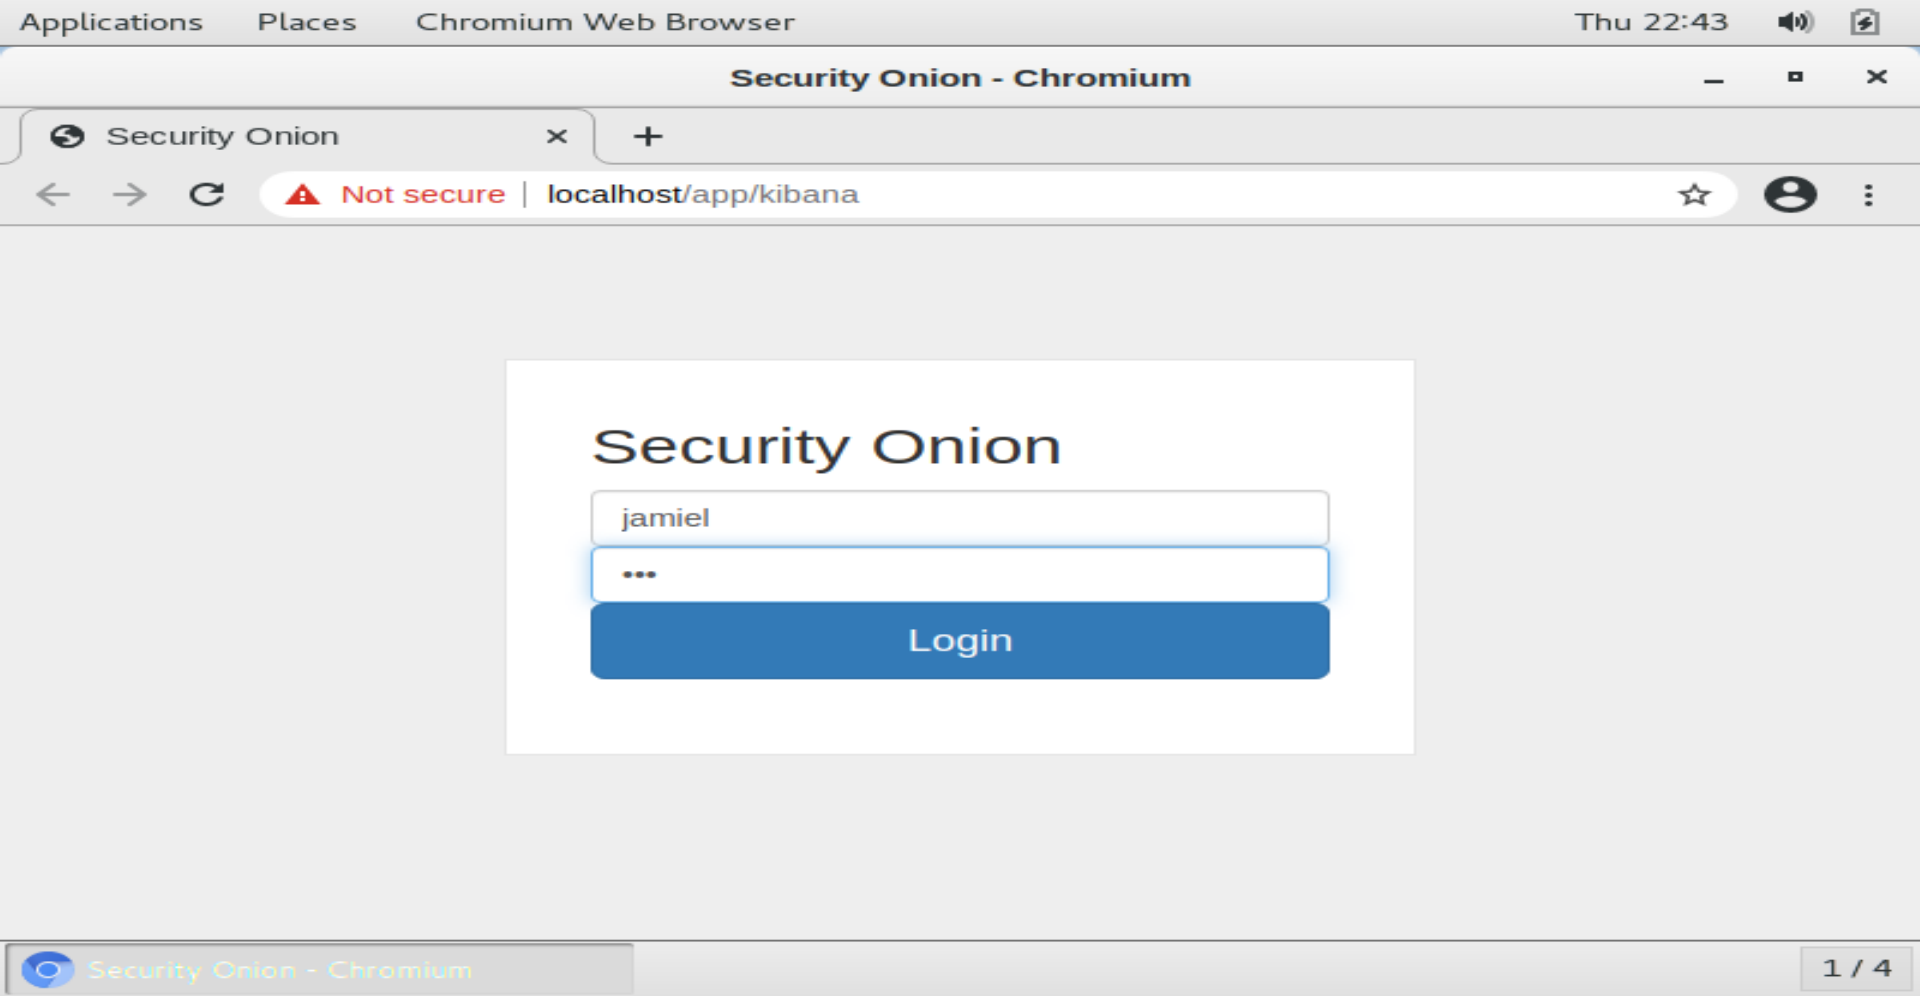 Applications Places Chromium Web Browser Thu 22:43
Security Onion - Chromium
Security Onion
Not secure | localhost/app/kibana
Security Onion
jamiel
•••
Login
Security Onion - Chromium
1 / 4